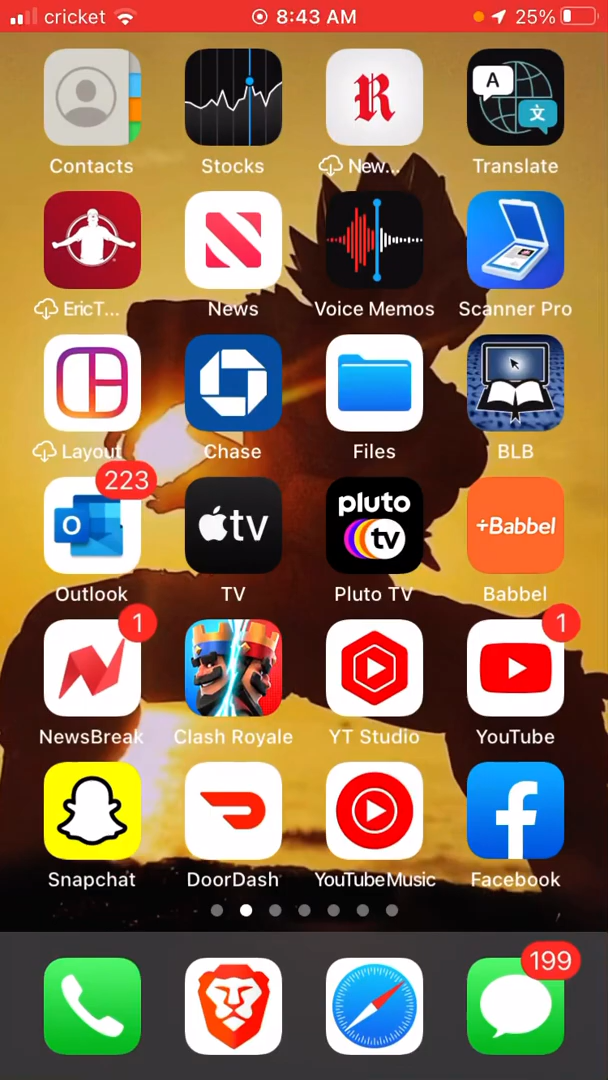 cricket 8:43 AM 25%
A 文
Contacts Stocks New... Translate
EricT... News Voice Memos Scanner Pro
Layout Chase Files BLB
223
O tv pluto tv +Babbel
Outlook TV Pluto TV Babbel
1 1
NewsBreak Clash Royale YT Studio YouTube
Snapchat DoorDash YouTube Music Facebook
199